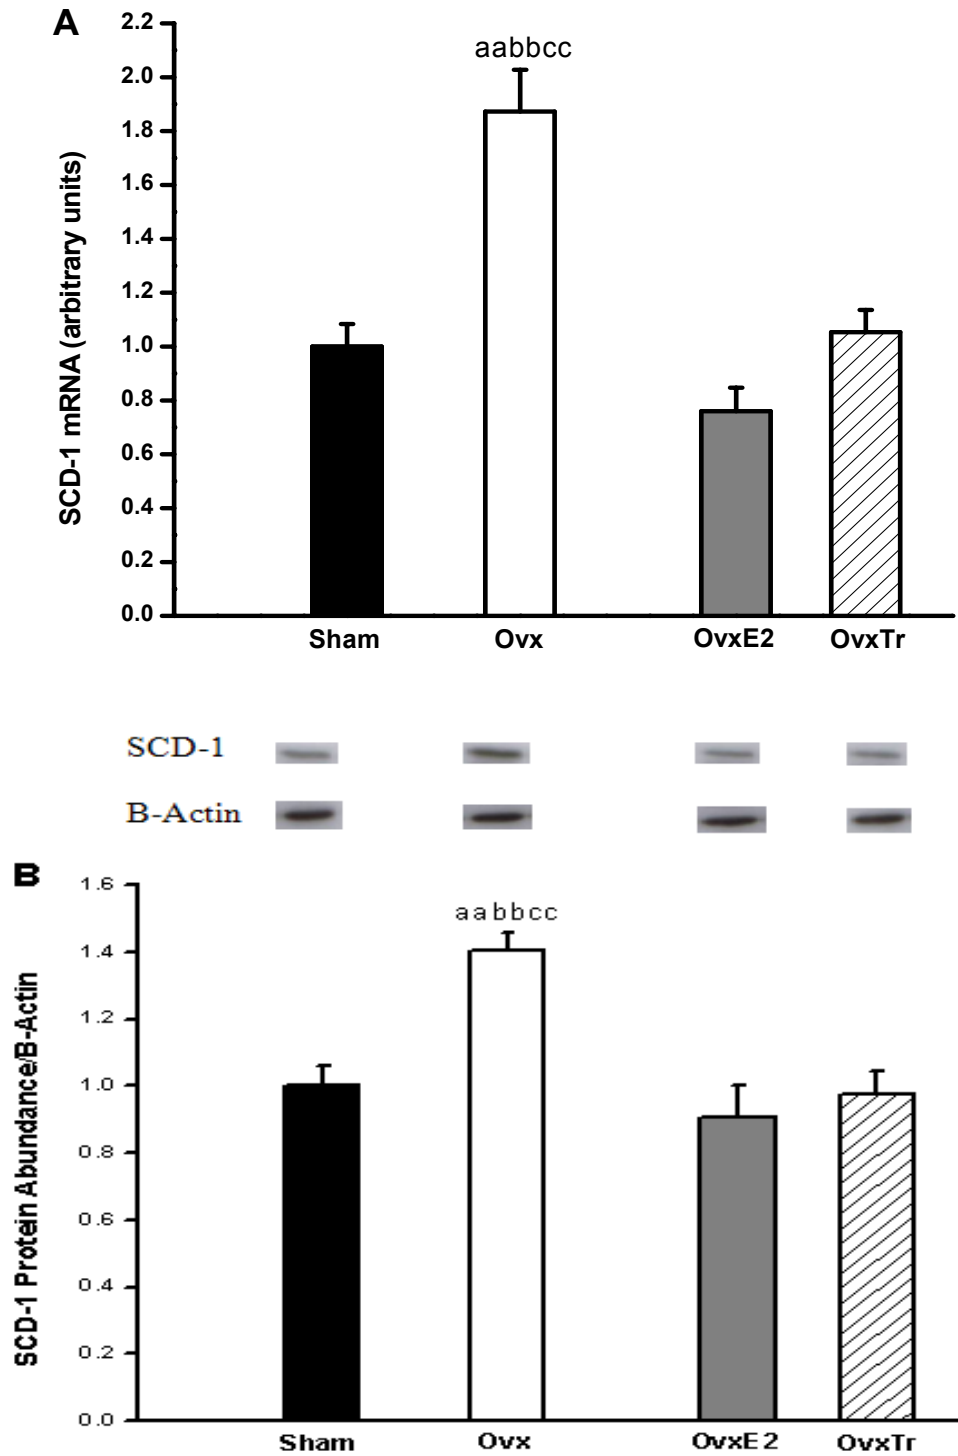 A
aabbcc
SCD-1 mRNA (arbitrary units)
2.2
2.0
1.8
1.6
1.4
1.2
1.0
0.8
0.6
0.4
0.2
0.0
Sham Ovx OvxE2 OvxTr
SCD-1
B-Actin
B
aabbcc
SCD-1 Protein Abundance/B-Actin
1.6
1.4
1.2
1.0
0.8
0.6
0.4
0.2
0.0
Sham Ovx OvxE2 OvxTr